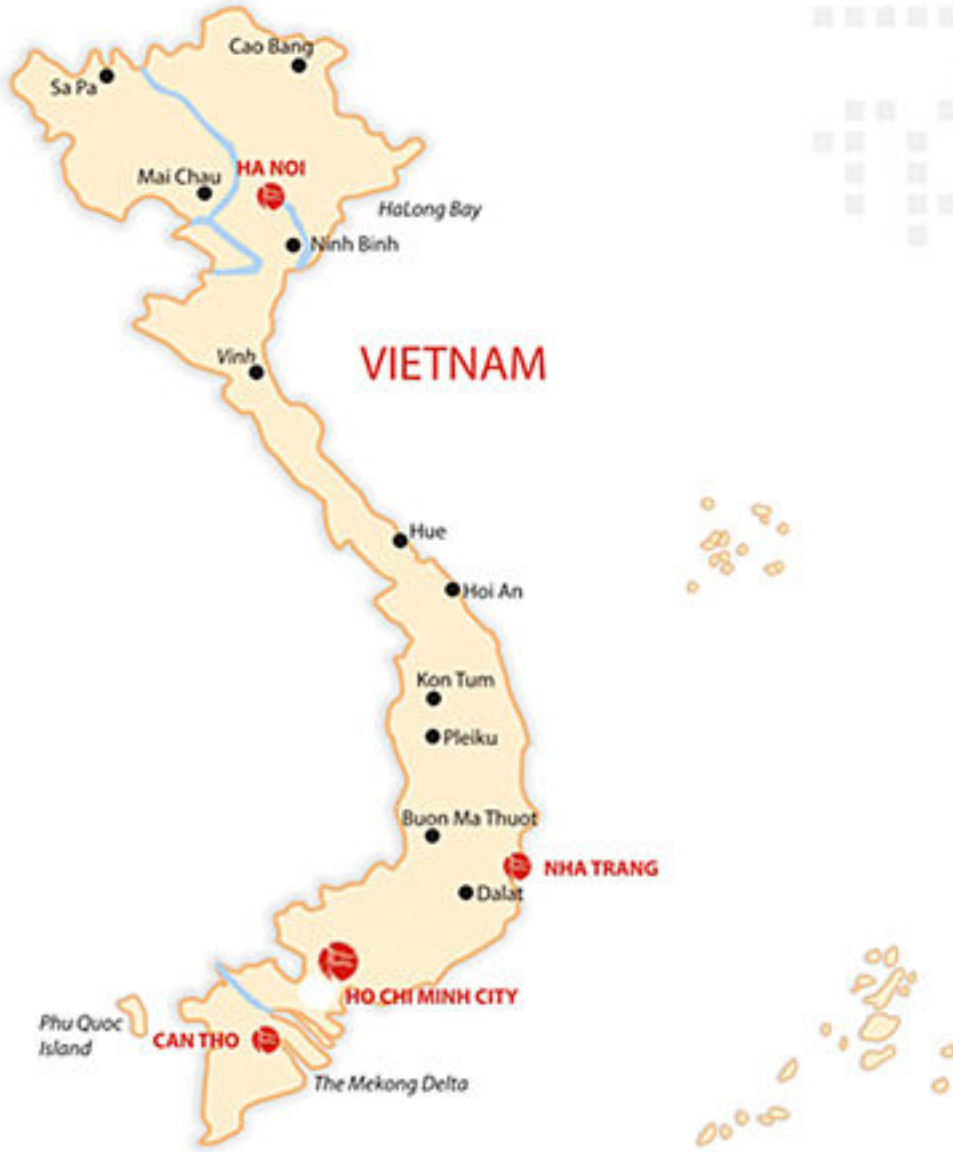 Cao Bang
Sa Pa
Mai Chau
HA NOI
HaLong Bay
Ninh Binh
Vinh
VIETNAM
Hue
Hoi An
Kon Tum
Pleiku
Buon Ma Thuot
NHA TRANG
Dalat
HO CHI MINH CITY
Phu Quoc
Island
CAN THO
The Mekong Delta